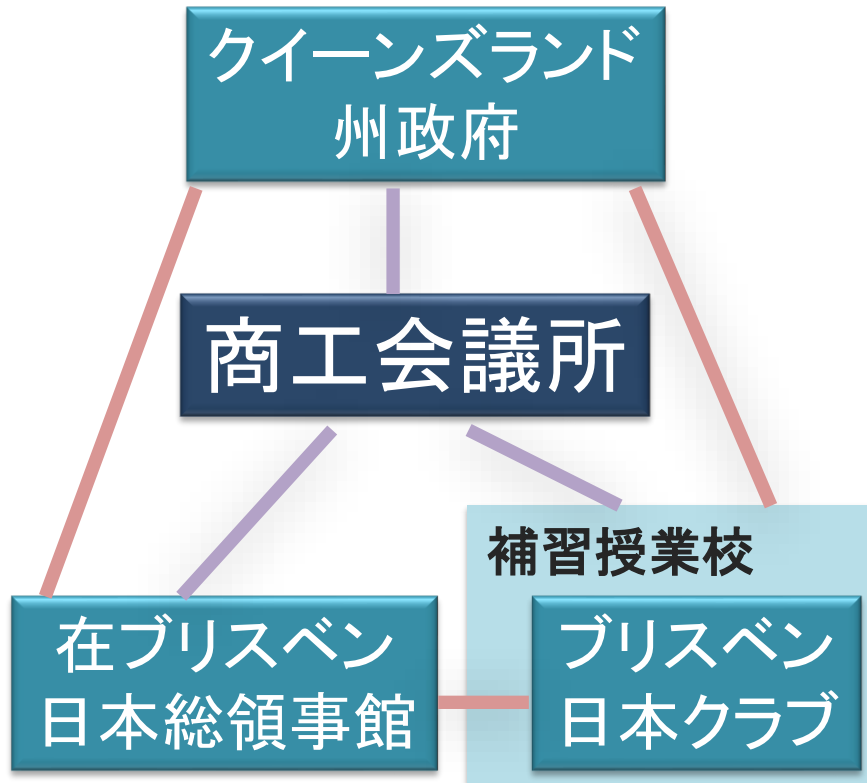 クイーンズランド
州政府
商工会議所
補習授業校
在ブリスベン
日本総領事館
ブリスベン
日本クラブ